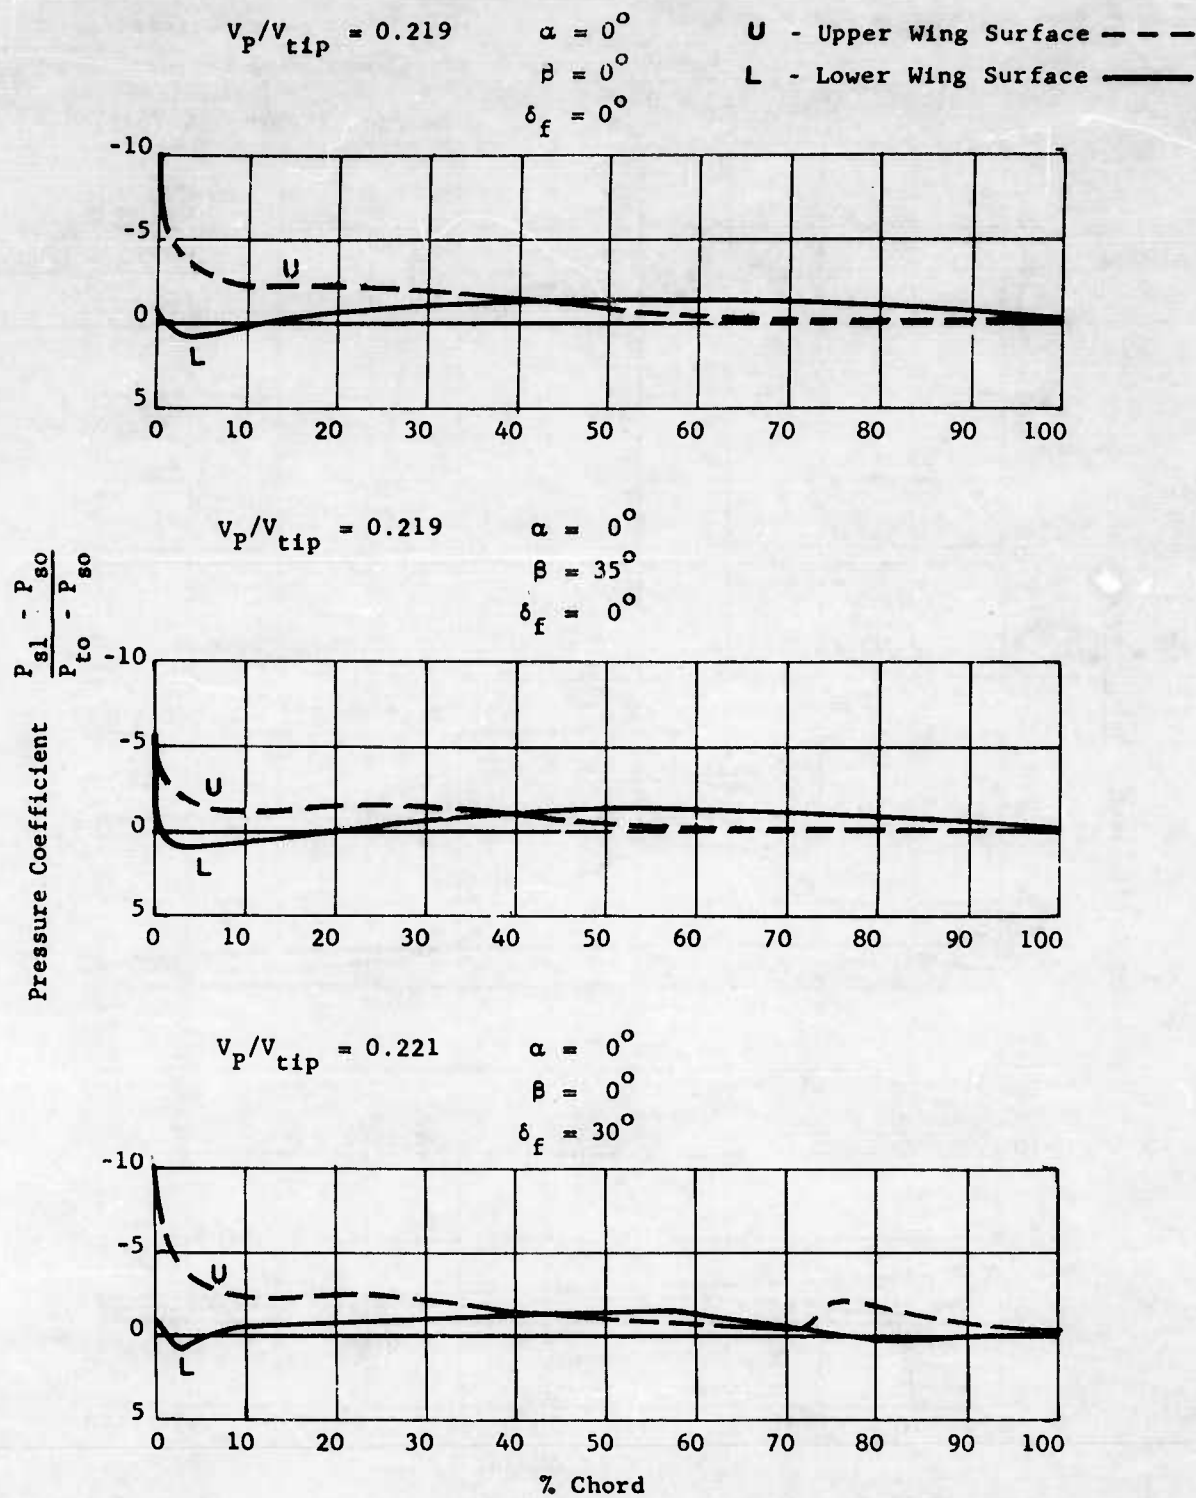 V_P/V_tip = 0.219 α = 0° U - Upper Wing Surface
β = 0° L - Lower Wing Surface
δ_f = 0°
-10
-5
0
5
U
L
0 10 20 30 40 50 60 70 80 90 100
V_P/V_tip = 0.219 α = 0°
β = 35°
δ_f = 0°
Pressure Coefficient P_sl - P_so / P_to - P_so
-10
-5
0
5
U
L
0 10 20 30 40 50 60 70 80 90 100
V_P/V_tip = 0.221 α = 0°
β = 0°
δ_f = 30°
-10
-5
0
5
U
L
0 10 20 30 40 50 60 70 80 90 100
% Chord